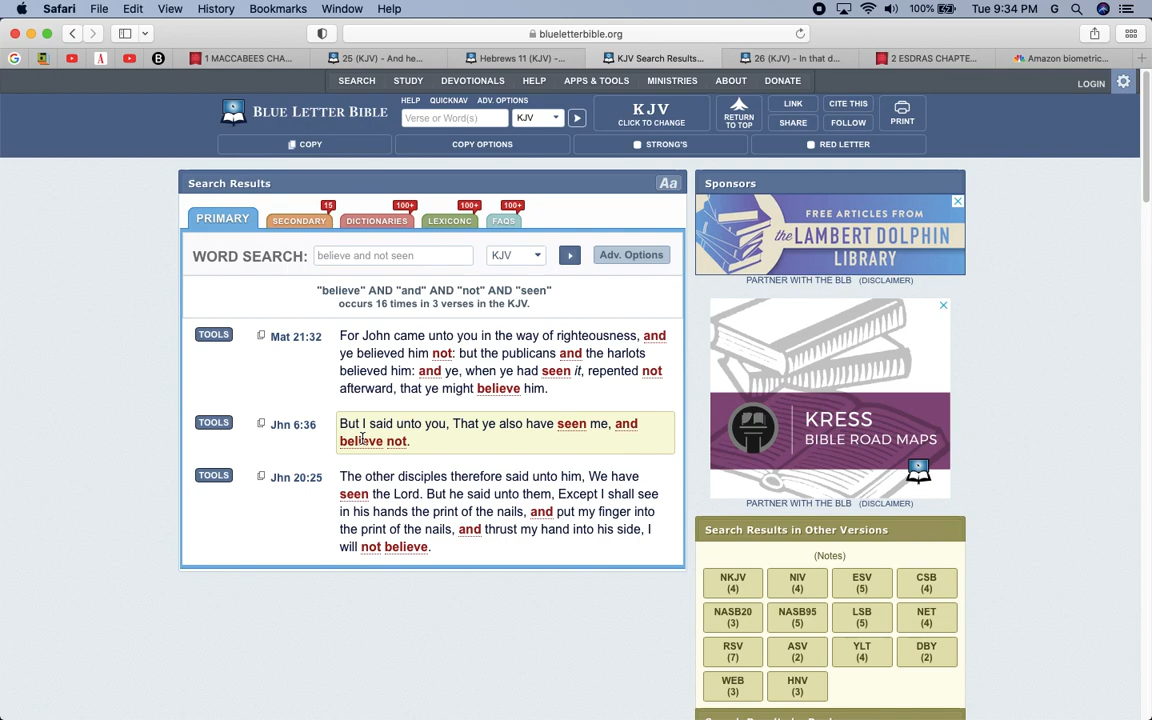 Safari File Edit View History Bookmarks Window Help 100% Tue 9:34 PM G
blueletterbible.org
1 MACCABEES CHA... 25 (KJV) - And he... Hebrews 11 (KJV) -... KJV Search Results... 26 (KJV) - In that d... 2 ESDRAS CHAPTE... Amazon biometric...
SEARCH STUDY DEVOTIONALS HELP APPS & TOOLS MINISTRIES ABOUT DONATE LOGIN
BLUE LETTER BIBLE
HELP QUICKNAV ADV. OPTIONS
Verse or Word(s) KJV
KJV
CLICK TO CHANGE
RETURN
TO TOP
LINK CITE THIS
SHARE FOLLOW
PRINT
COPY COPY OPTIONS STRONG'S RED LETTER
Search Results Aa
PRIMARY SECONDARY 15 DICTIONARIES 100+ LEXICONC 100+ FAQS 100+
WORD SEARCH: believe and not seen KJV Adv. Options
"believe" AND "and" AND "not" AND "seen"
occurs 16 times in 3 verses in the KJV.
TOOLS Mat 21:32 For John came unto you in the way of righteousness, and
ye believed him not: but the publicans and the harlots
believed him: and ye, when ye had seen it, repented not
afterward, that ye might believe him.
TOOLS Jhn 6:36 But I said unto you, That ye also have seen me, and
believe not.
TOOLS Jhn 20:25 The other disciples therefore said unto him, We have
seen the Lord. But he said unto them, Except I shall see
in his hands the print of the nails, and put my finger into
the print of the nails, and thrust my hand into his side, I
will not believe.
Sponsors
FREE ARTICLES FROM
the LAMBERT DOLPHIN
LIBRARY
PARTNER WITH THE BLB (DISCLAIMER)
KRESS
BIBLE ROAD MAPS
PARTNER WITH THE BLB (DISCLAIMER)
Search Results in Other Versions
(Notes)
NKJV NIV ESV CSB
(4) (4) (5) (4)
NASB20 NASB95 LSB NET
(3) (5) (5) (4)
RSV ASV YLT DBY
(7) (2) (4) (2)
WEB HNV
(3) (3)